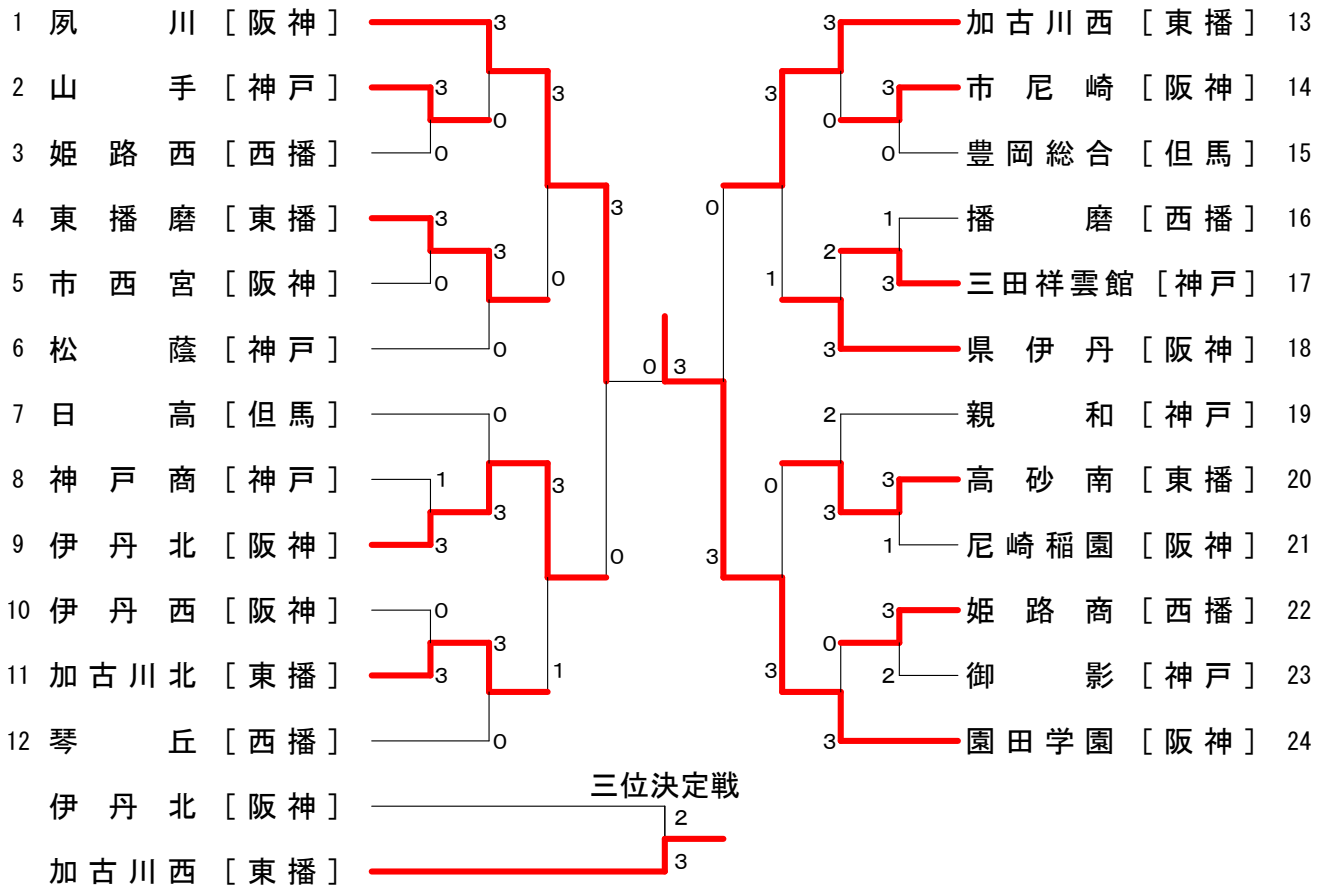 1 夙川 [ 阪神 ]
2 山手 [ 神戸 ]
3 姫路西 [ 西播 ]
4 東播磨 [ 東播 ]
5 市西宮 [ 阪神 ]
6 松蔭 [ 神戸 ]
7 日高 [ 但馬 ]
8 神戸商 [ 神戸 ]
9 伊丹北 [ 阪神 ]
10 伊丹西 [ 阪神 ]
11 加古川北 [ 東播 ]
12 琴丘 [ 西播 ]
3
3
0
0
3
3
0
0
0
3
0
1
3
3
3
0
0
3
3
1
0
0 3
加古川西 [ 東播 ] 13
市尼崎 [ 阪神 ] 14
豊岡総合 [ 但馬 ] 15
播磨 [ 西播 ] 16
三田祥雲館 [ 神戸 ] 17
県伊丹 [ 阪神 ] 18
親和 [ 神戸 ] 19
高砂南 [ 東播 ] 20
尼崎稲園 [ 阪神 ] 21
姫路商 [ 西播 ] 22
御影 [ 神戸 ] 23
園田学園 [ 阪神 ] 24
3
3
3
0
0
0
1
2
1
3
3
2
3
0
3
1
3
3
0
3
2
3
三位決定戦
伊丹北 [ 阪神 ]
2
加古川西 [ 東播 ]
3